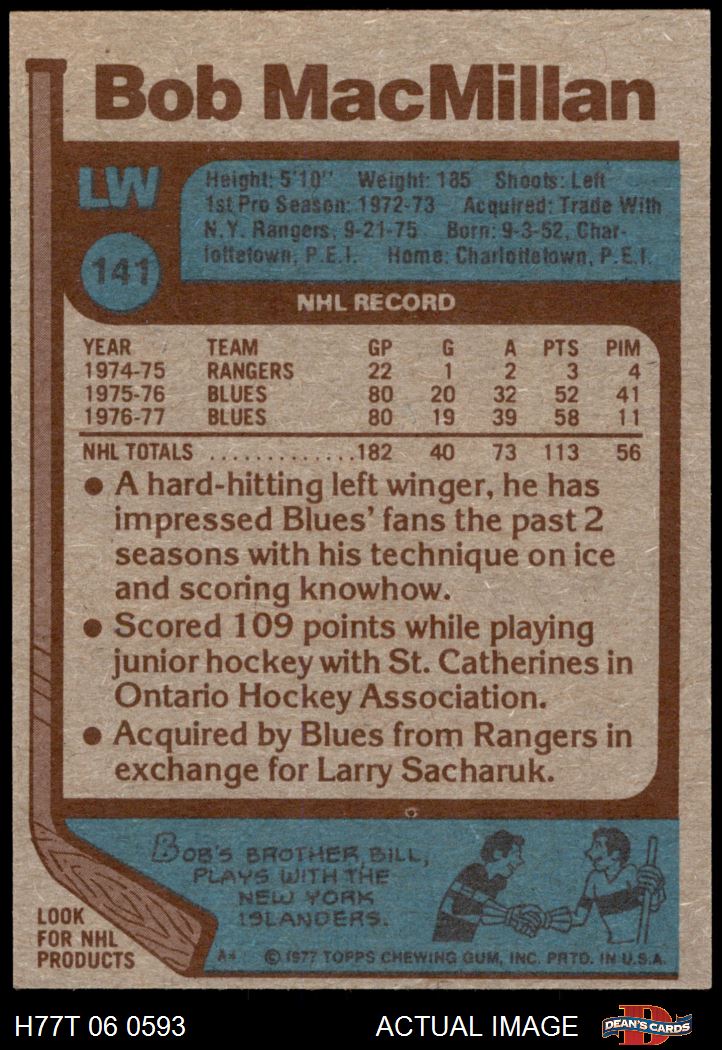 Bob MacMillan
LW
Height: 5'10" Weight: 185 Shoots: Left
1st Pro Season: 1972-73 Acquired: Trade With
N.Y. Rangers, 9-21-75 Born: 9-3-52, Char-
lottetown, P.E.I. Home: Charlottetown, P.E.I.
141
NHL RECORD
YEAR TEAM GP G A PTS PIM
1974-75 RANGERS 22 1 2 3 4
1975-76 BLUES 80 20 32 52 41
1976-77 BLUES 80 19 39 58 11
NHL TOTALS .............182 40 73 113 56
● A hard-hitting left winger, he has
impressed Blues' fans the past 2
seasons with his technique on ice
and scoring knowhow.
● Scored 109 points while playing
junior hockey with St. Catherines in
Ontario Hockey Association.
● Acquired by Blues from Rangers in
exchange for Larry Sacharuk.
BOB'S BROTHER, BILL,
PLAYS WITH THE
NEW YORK
ISLANDERS.
LOOK
FOR NHL
PRODUCTS
A4 © 1977 TOPPS CHEWING GUM, INC. PRTD. IN U.S.A.
H77T 06 0593 ACTUAL IMAGE D DEAN'S CARDS